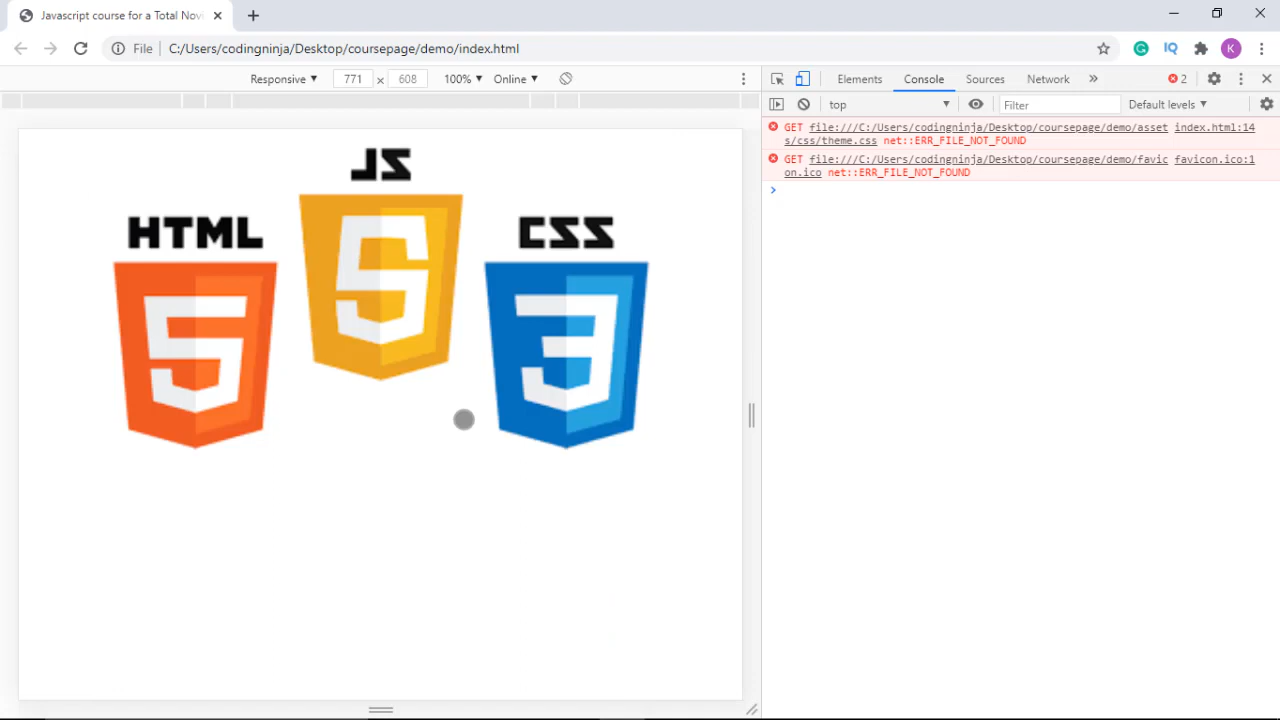 Javascript course for a Total Novi
File
C:/Users/codingninja/Desktop/coursepage/demo/index.html
K
Responsive
771 × 608
100%
Online
Elements
Console
Sources
Network
2
top
Filter
Default levels
GET file:///C:/Users/codingninja/Desktop/coursepage/demo/asset index.html:14
s/css/theme.css net::ERR_FILE_NOT_FOUND
GET file:///C:/Users/codingninja/Desktop/coursepage/demo/favic favicon.ico:1
on.ico net::ERR_FILE_NOT_FOUND
JS
HTML
CSS
5
5
3
G
IQ